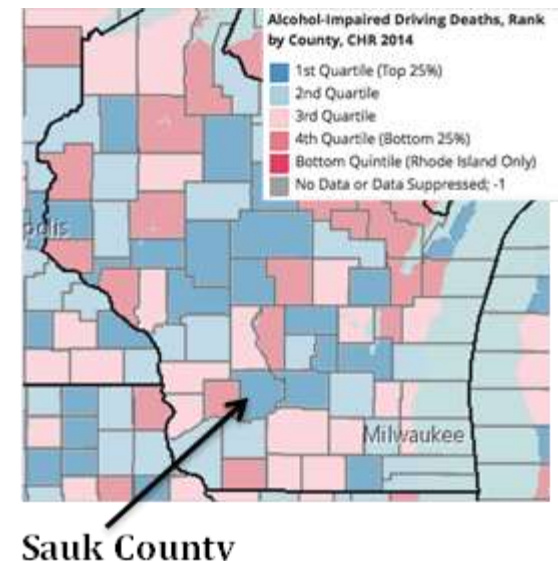 Alcohol-Impaired Driving Deaths, Rank
by County, CHR 2014
1st Quartile (Top 25%)
2nd Quartile
3rd Quartile
4th Quartile (Bottom 25%)
Bottom Quintile (Rhode Island Only)
No Data or Data Suppressed; -1
polis
Milwaukee
Sauk County